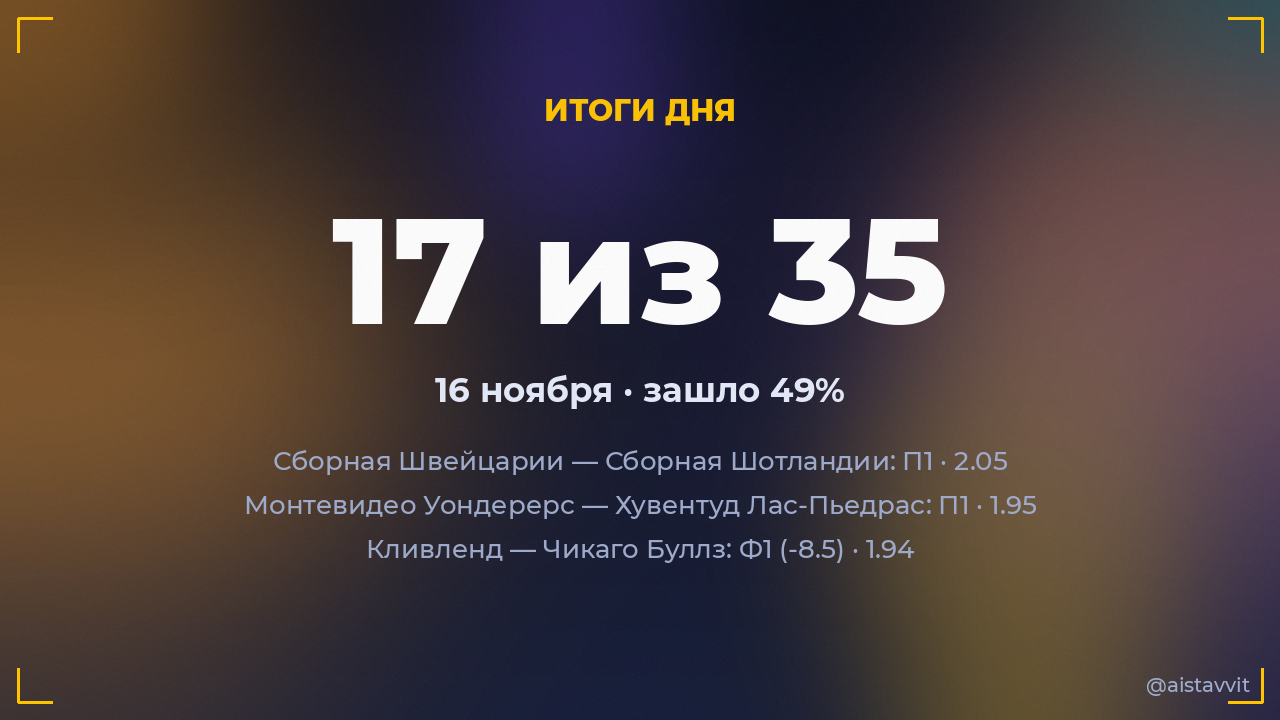 ИТОГИ ДНЯ
17 из 35
16 ноября · зашло 49%
Сборная Швейцарии — Сборная Шотландии: П1 · 2.05
Монтевидео Уондерерс — Хувентуд Лас-Пьедрас: П1 · 1.95
Кливленд — Чикаго Буллз: Ф1 (-8.5) · 1.94
@aistavvit